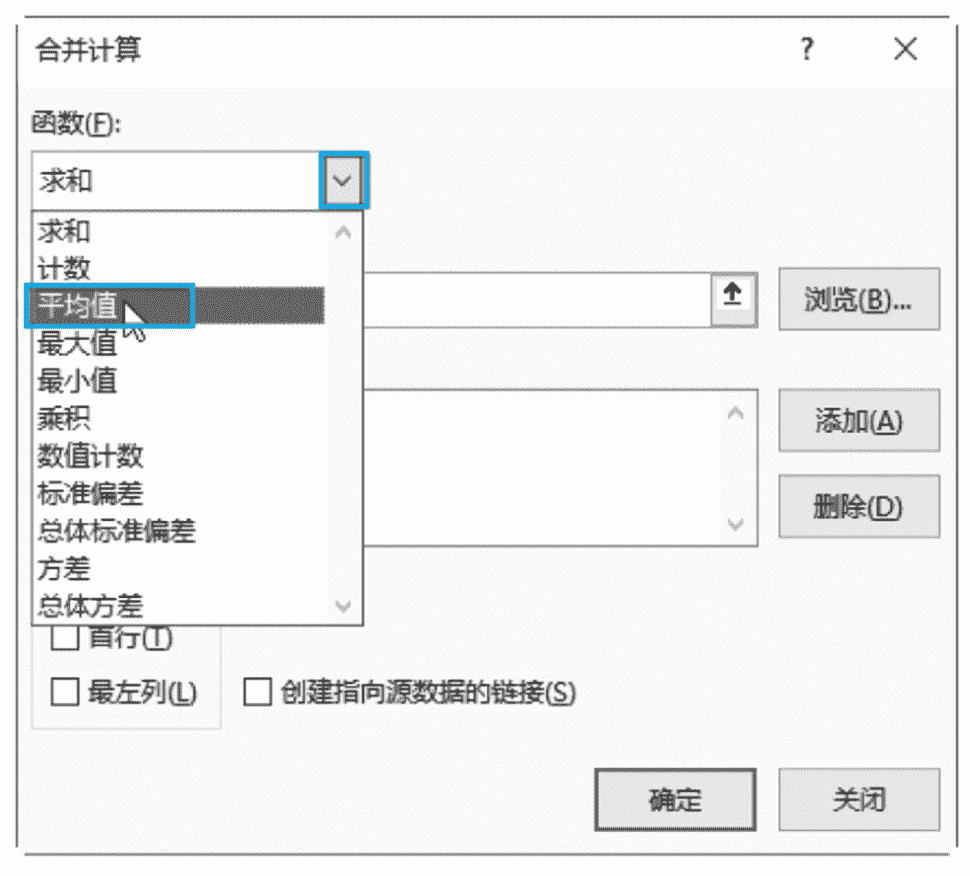 合并计算 ?
函数(F):
求和
求和
计数
平均值
浏览(B)...
最大值
最小值
乘积
添加(A)
数值计数
标准偏差
删除(D)
总体标准偏差
方差
总体方差
首行(T)
最左列(L) 创建指向源数据的链接(S)
确定 关闭